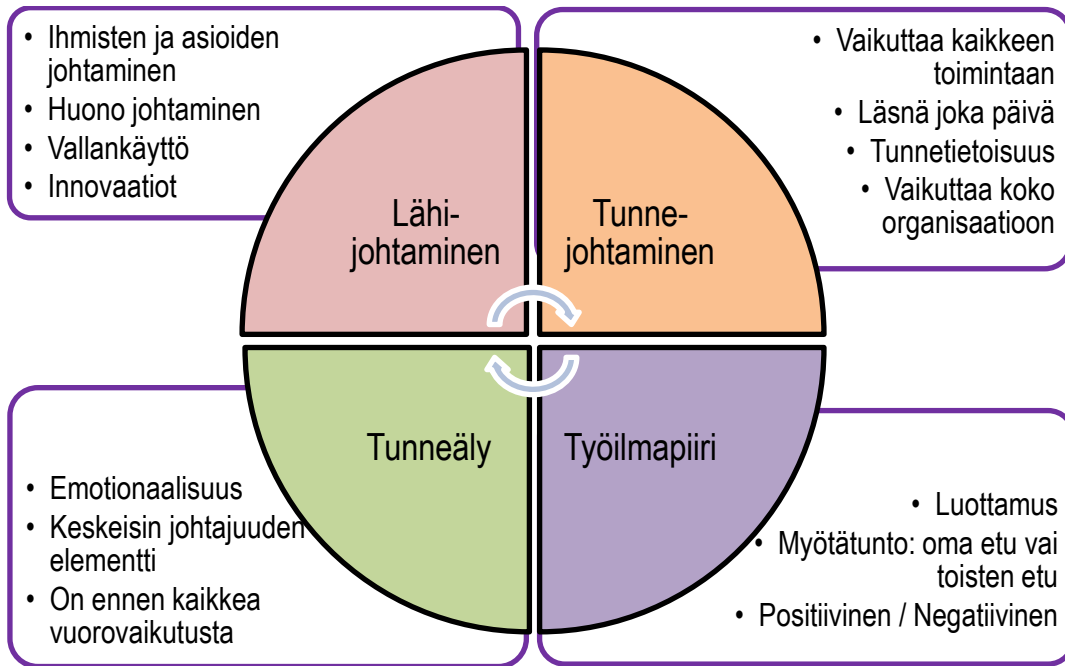 • Ihmisten ja asioiden
johtaminen
• Huono johtaminen
• Vallankäyttö
• Innovaatiot
• Vaikuttaa kaikkeen
toimintaan
• Läsnä joka päivä
• Tunnetietoisuus
• Vaikuttaa koko
organisaatioon
Lähi-
johtaminen
Tunne-
johtaminen
Tunneäly
Työilmapiiri
• Emotionaalisuus
• Keskeisin johtajuuden
elementti
• On ennen kaikkea
vuorovaikutusta
• Luottamus
• Myötätunto: oma etu vai
toisten etu
• Positiivinen / Negatiivinen